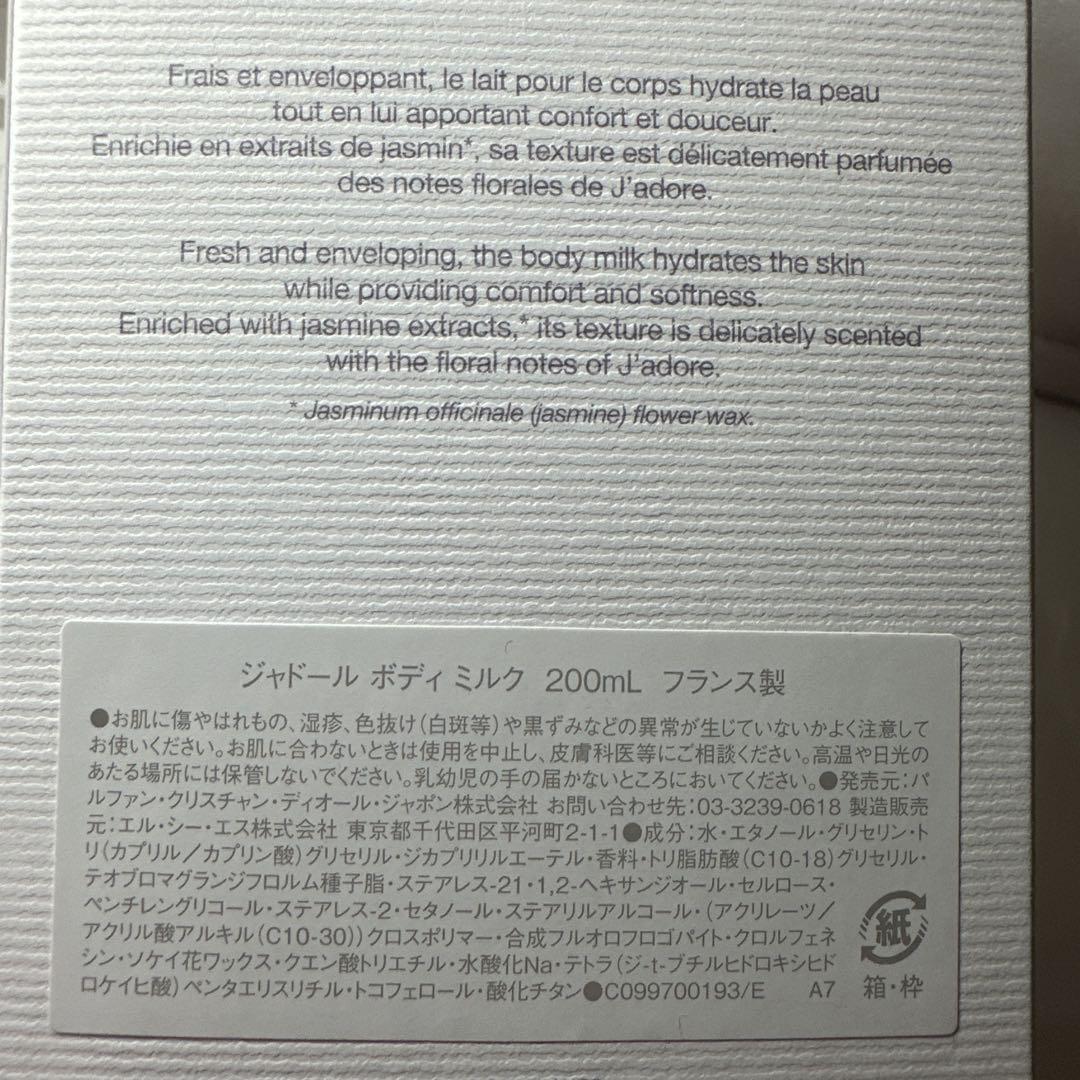 Frais et enveloppant, le lait pour le corps hydrate la peau
tout en lui apportant confort et douceur.
Enrichie en extraits de jasmin*, sa texture est délicatement parfumée
des notes florales de J'adore.
Fresh and enveloping, the body milk hydrates the skin
while providing comfort and softness.
Enriched with jasmine extracts,* its texture is delicately scented
with the floral notes of J'adore.
* Jasminum officinale (jasmine) flower wax.
ジャドール ボディ ミルク 200mL フランス製
●お肌に傷やはれもの、湿疹、色抜け(白斑等)や黒ずみなどの異常が生じていないかよく注意して
お使いください。お肌に合わないときは使用を中止し、皮膚科医等にご相談ください。高温や日光の
あたる場所には保管しないでください。乳幼児の手の届かないところにおいてください。●発売元:パ
ルファン・クリスチャン・ディオール・ジャポン株式会社 お問い合わせ先:03-3239-0618 製造販売
元:エル・シー・エス株式会社 東京都千代田区平河町2-1-1●成分:水・エタノール・グリセリン・ト
リ(カプリル/カプリン酸)グリセリル・ジカプリリルエーテル・香料・トリ脂肪酸(C10-18)グリセリル・
テオブロマグランジフロルム種子脂・ステアレス-21・1,2-ヘキサンジオール・セルロース・
ペンチレングリコール・ステアレス-2・セタノール・ステアリルアルコール・(アクリレーツ/
アクリル酸アルキル(C10-30))クロスポリマー・合成フルオロフロゴパイト・クロルフェネ
シン・ソケイ花ワックス・クエン酸トリエチル・水酸化Na・テトラ(ジ-t-ブチルヒドロキシヒド
ロケイヒ酸)ペンタエリスリチル・トコフェロール・酸化チタン●C099700193/E A7
紙
箱・枠